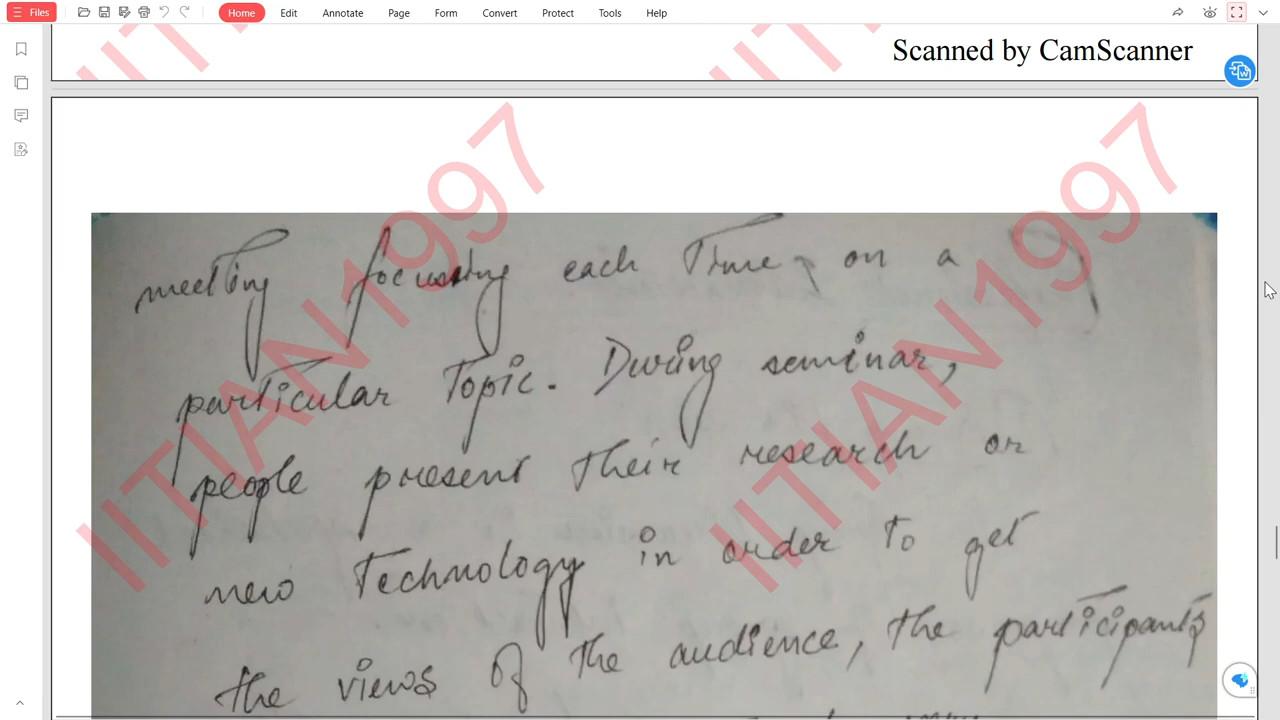 Files
Home Edit Annotate Page Form Convert Protect Tools Help
Scanned by CamScanner
IITIAN1997
IITIAN1997
meeting focusing each Time, on a
particular Topic. During seminar,
people present their research or
new Technology in order to get
the views of the audience, the participants